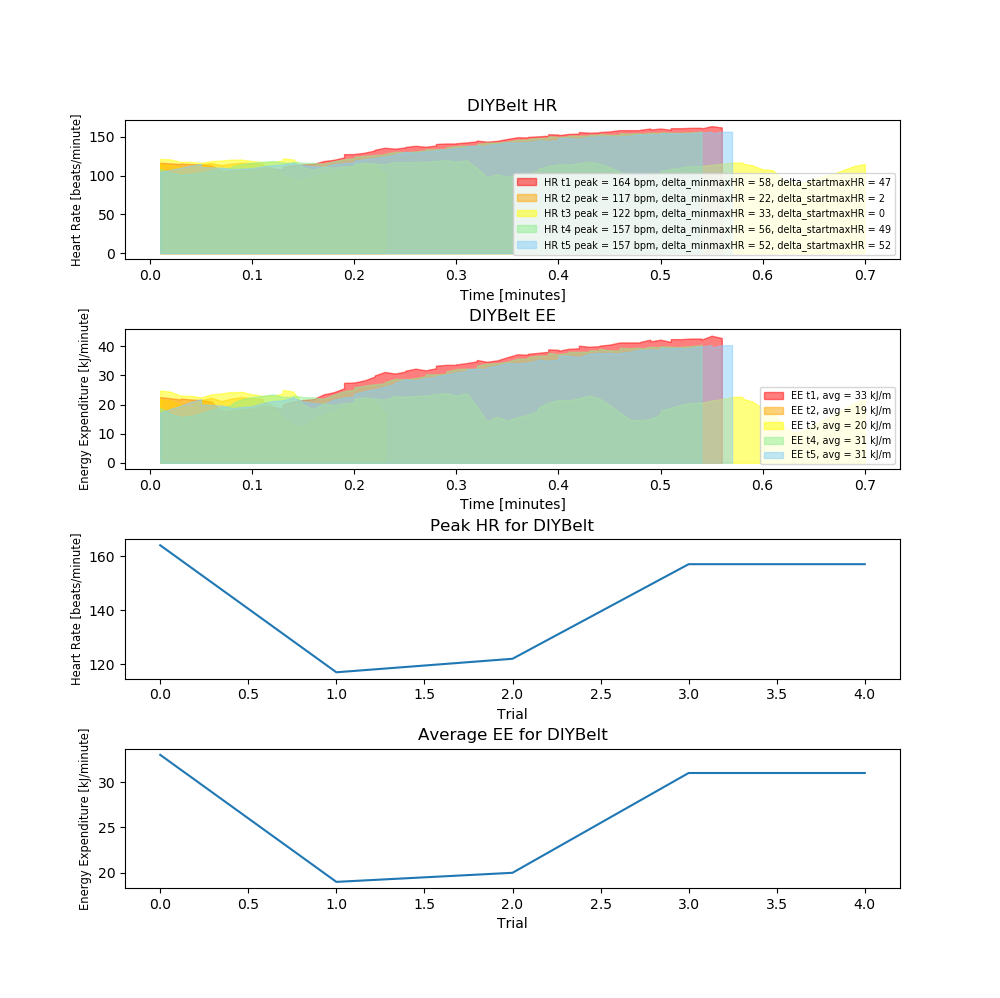 DIYBelt HR
Heart Rate [beats/minute]
150
100
50
0
HR t1 peak = 164 bpm, delta_minmaxHR = 58, delta_startmaxHR = 47
HR t2 peak = 117 bpm, delta_minmaxHR = 22, delta_startmaxHR = 2
HR t3 peak = 122 bpm, delta_minmaxHR = 33, delta_startmaxHR = 0
HR t4 peak = 157 bpm, delta_minmaxHR = 56, delta_startmaxHR = 49
HR t5 peak = 157 bpm, delta_minmaxHR = 52, delta_startmaxHR = 52
0.0 0.1 0.2 0.3 0.4 0.5 0.6 0.7
Time [minutes]
DIYBelt EE
Energy Expenditure [kJ/minute]
40
30
20
10
0
EE t1, avg = 33 kJ/m
EE t2, avg = 19 kJ/m
EE t3, avg = 20 kJ/m
EE t4, avg = 31 kJ/m
EE t5, avg = 31 kJ/m
0.0 0.1 0.2 0.3 0.4 0.5 0.6 0.7
Time [minutes]
Peak HR for DIYBelt
Heart Rate [beats/minute]
160
140
120
0.0 0.5 1.0 1.5 2.0 2.5 3.0 3.5 4.0
Trial
Average EE for DIYBelt
Energy Expenditure [kJ/minute]
30
25
20
0.0 0.5 1.0 1.5 2.0 2.5 3.0 3.5 4.0
Trial